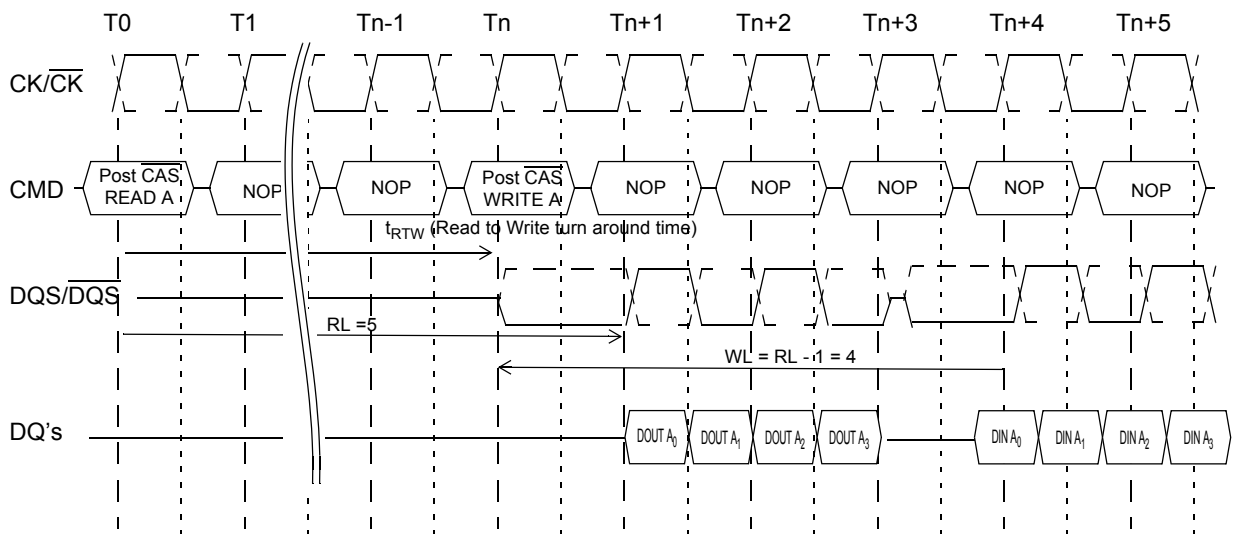 T0 T1 Tn-1 Tn Tn+1 Tn+2 Tn+3 Tn+4 Tn+5
CK/CK
CMD
Post CAS
READ A
NOP
NOP
Post CAS
WRITE A
NOP
NOP
NOP
NOP
NOP
tRTW (Read to Write turn around time)
DQS/DQS
RL =5
WL = RL - 1 = 4
DQ's
DOUT A0 DOUT A1 DOUT A2 DOUT A3 DIN A0 DIN A1 DIN A2 DIN A3